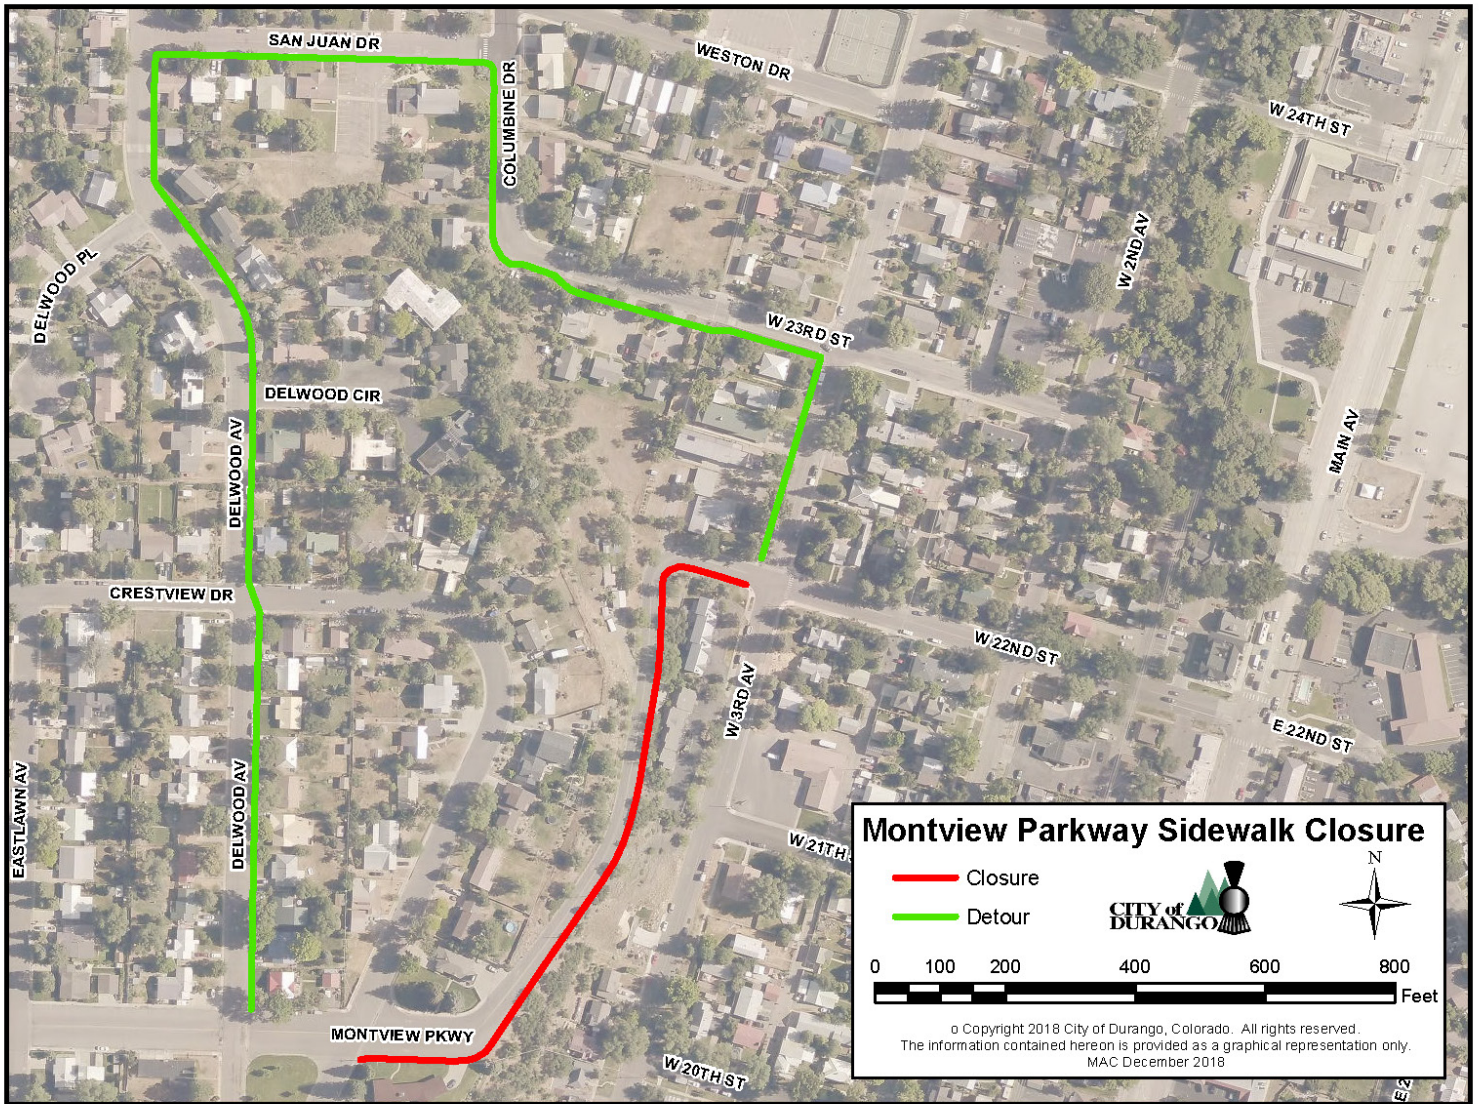 SAN JUAN DR
COLUMBINE DR
WESTON DR
W 24TH ST
W 2ND AV
DELWOOD PL
W 23RD ST
DELWOOD CIR
DELWOOD AV
MAIN AV
CRESTVIEW DR
W 22ND ST
W 3RD AV
E 22ND ST
EASTLAWN AV
DELWOOD AV
W 21TH
MONTVIEW PKWY
W 20TH ST
E 2
Montview Parkway Sidewalk Closure
Closure
Detour
CITY of
DURANGO
N
0 100 200 400 600 800
Feet
o Copyright 2018 City of Durango, Colorado. All rights reserved.
The information contained hereon is provided as a graphical representation only.
MAC December 2018